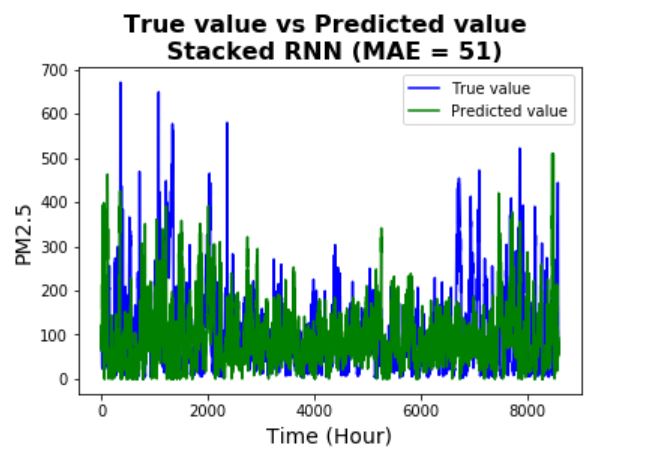 True value vs Predicted value
Stacked RNN (MAE = 51)
700
600
500
400
300
200
100
0
PM2.5
True value
Predicted value
0 2000 4000 6000 8000
Time (Hour)